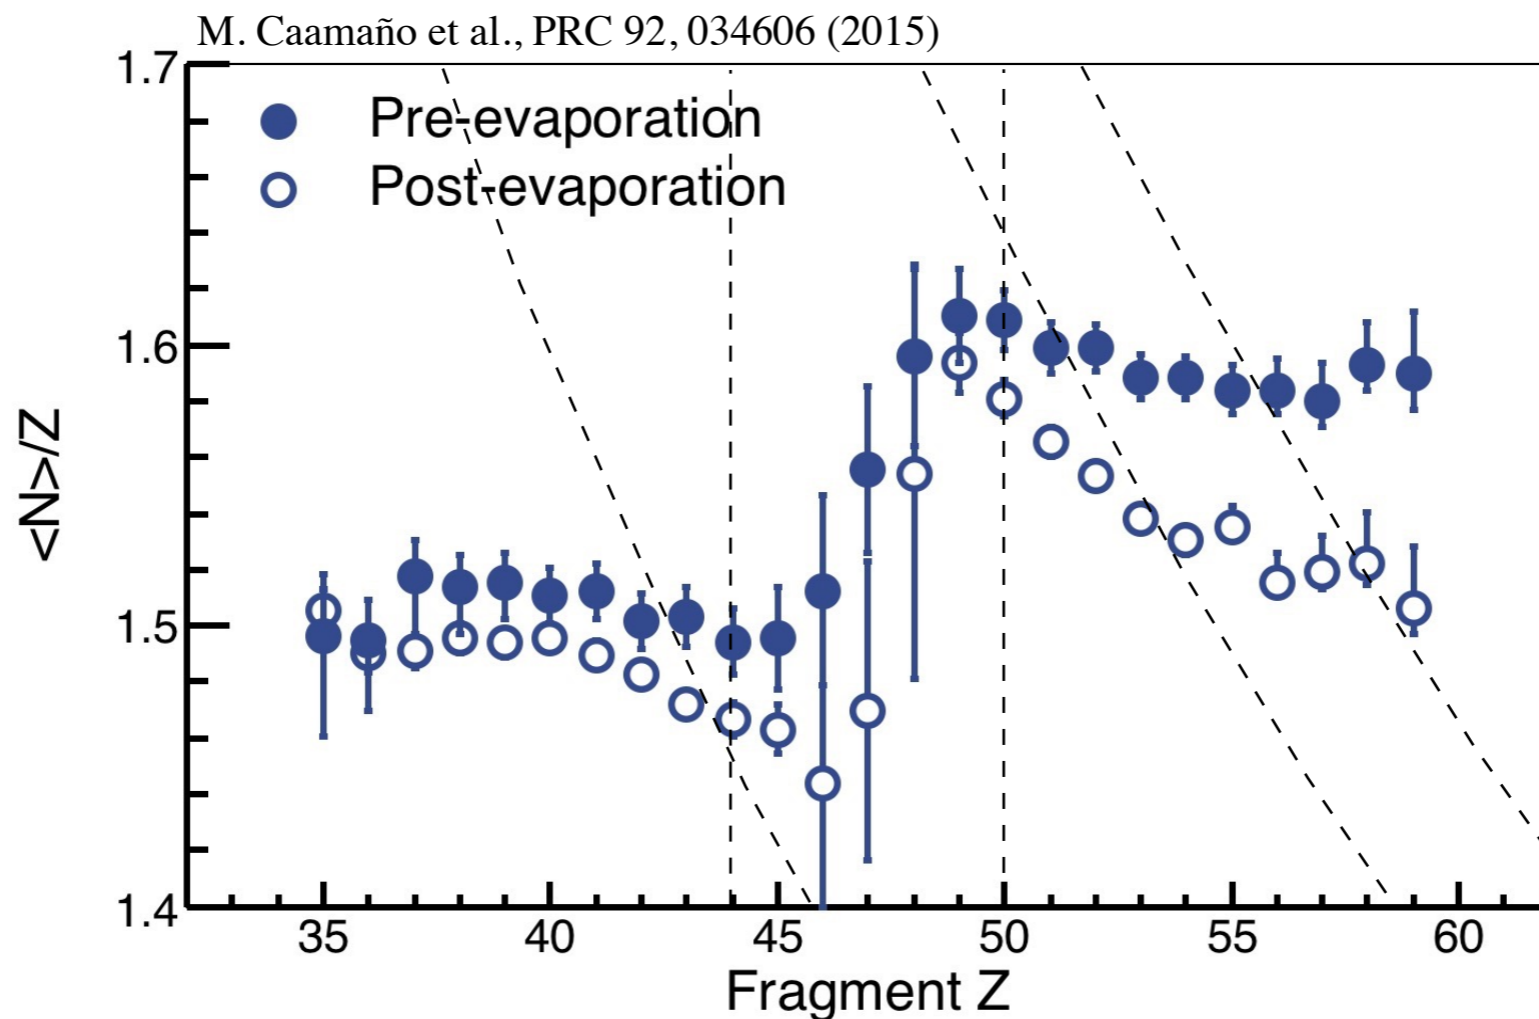 M. Caamaño et al., PRC 92, 034606 (2015)
1.7
Pre-evaporation
Post-evaporation
1.6
<N>/Z
1.5
1.4
35 40 45 50 55 60
Fragment Z